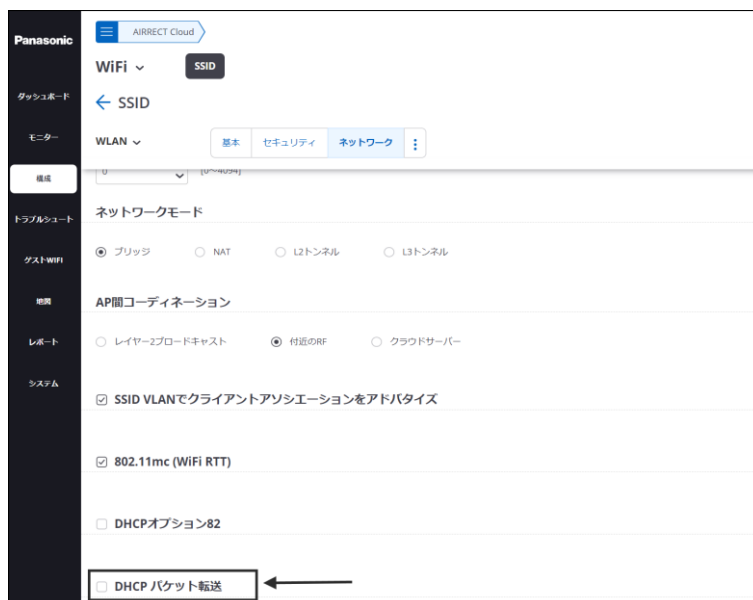 Panasonic
AIRRECT Cloud
WiFi
SSID
ダッシュボード
SSID
モニター
WLAN
基本
セキュリティ
ネットワーク
構成
0
[0~4094]
トラブルシュート
ネットワークモード
ゲストWIFI
ブリッジ
NAT
L2トンネル
L3トンネル
地図
AP間コーディネーション
レポート
レイヤー2ブロードキャスト
付近のRF
クラウドサーバー
システム
SSID VLANでクライアントアソシエーションをアドバタイズ
802.11mc (WiFi RTT)
DHCPオプション82
DHCP パケット転送